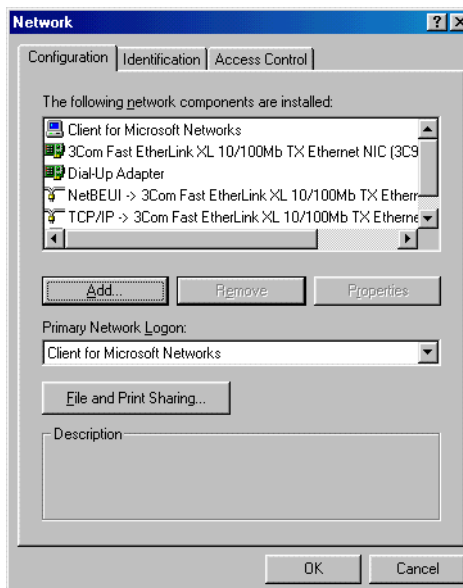 Network
Configuration Identification Access Control
The following network components are installed:
Client for Microsoft Networks
3Com Fast EtherLink XL 10/100Mb TX Ethernet NIC (3C9
Dial-Up Adapter
NetBEUI -> 3Com Fast EtherLink XL 10/100Mb TX Ethern
TCP/IP -> 3Com Fast EtherLink XL 10/100Mb TX Etherne
Add... Remove Properties
Primary Network Logon:
Client for Microsoft Networks
File and Print Sharing...
Description
OK Cancel